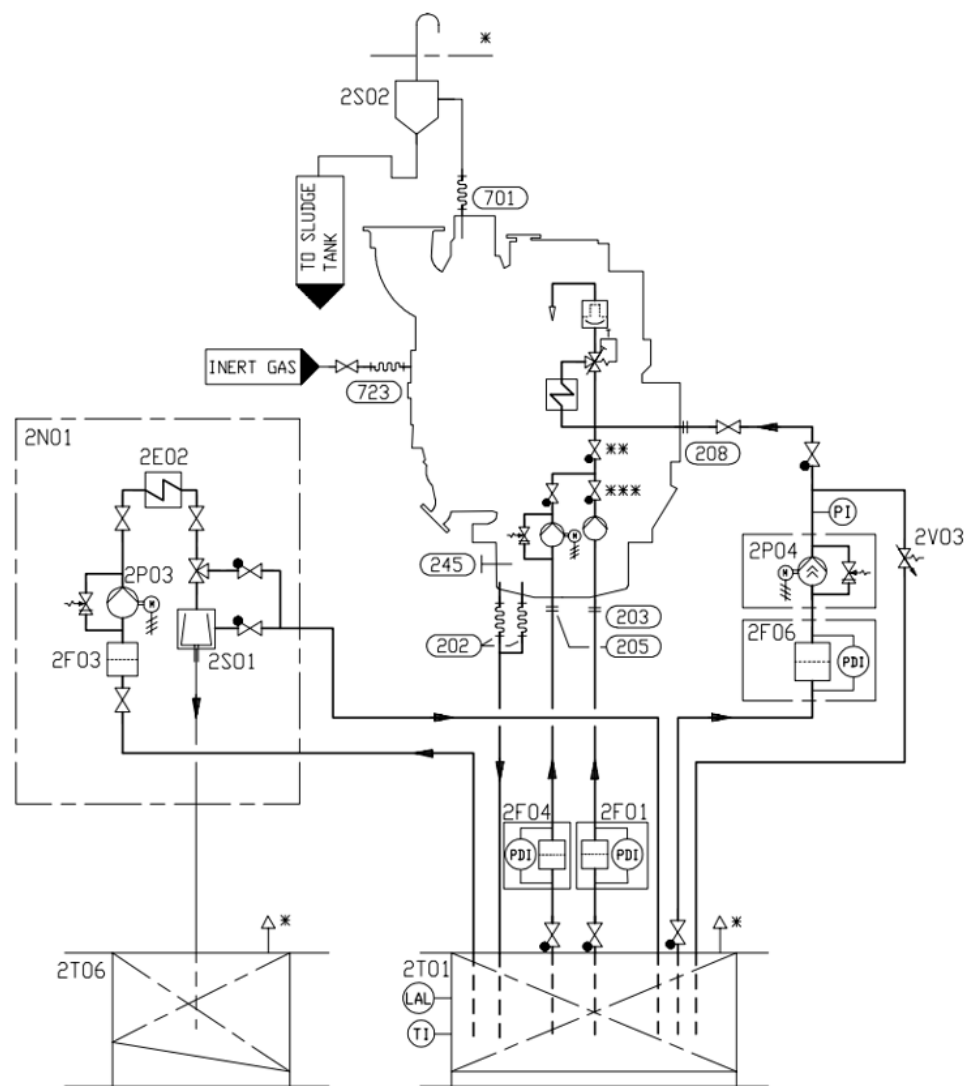 *
2S02
701
TO SLUDGE
TANK
INERT GAS
723
2N01
2E02
208
**
***
PI
2V03
2P04
M
2P03
M
M
245
203
2F06
202
205
PDI
2F03
2S01
2F04
2F01
PDI
PDI
*
*
2T06
2T01
LAL
TI